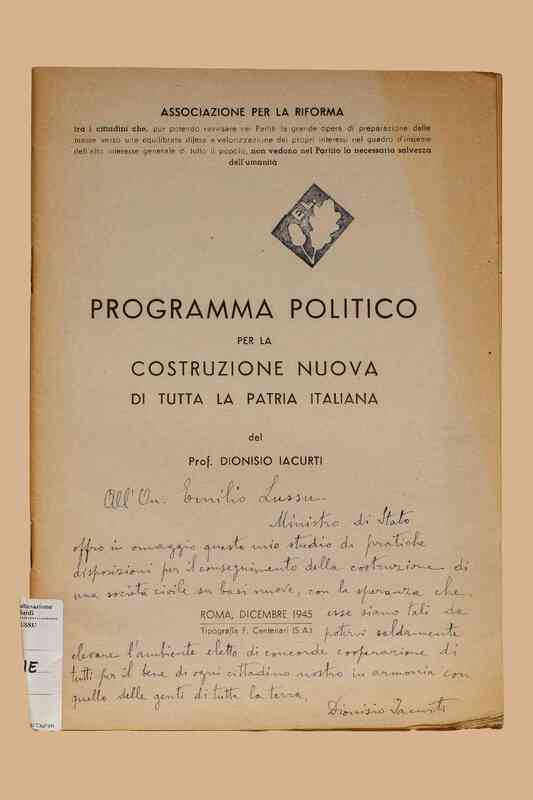 ASSOCIAZIONE PER LA RIFORMA
tra i cittadini che, pur potendo ravvisare nei Partiti la grande opera di preparazione delle
masse verso una equilibrata difesa e valorizzazione dei propri interessi nel quadro d'insieme
dell'alto interesse generale di tutto il popolo, non vedono nel Partito la necessaria salvezza
dell'umanità
PROGRAMMA POLITICO
PER LA
COSTRUZIONE NUOVA
DI TUTTA LA PATRIA ITALIANA
del
Prof. DIONISIO IACURTI
All'On. Emilio Lussu
Ministro di Stato
offro in omaggio questo mio studio di pratiche
disposizioni per il conseguimento della costruzione di
una società civile su basi nuove, con la speranza che
ROMA, DICEMBRE 1945 esse siano tali da
Tipografia F. Centenari (S.A.) potervi saldamente
elevare l'ambiente eletto di concorde cooperazione di
tutti per il bene di ogni cittadino nostro in armonia con
quello delle genti di tutta la terra.
Dionisio Iacurti
USSU
NE